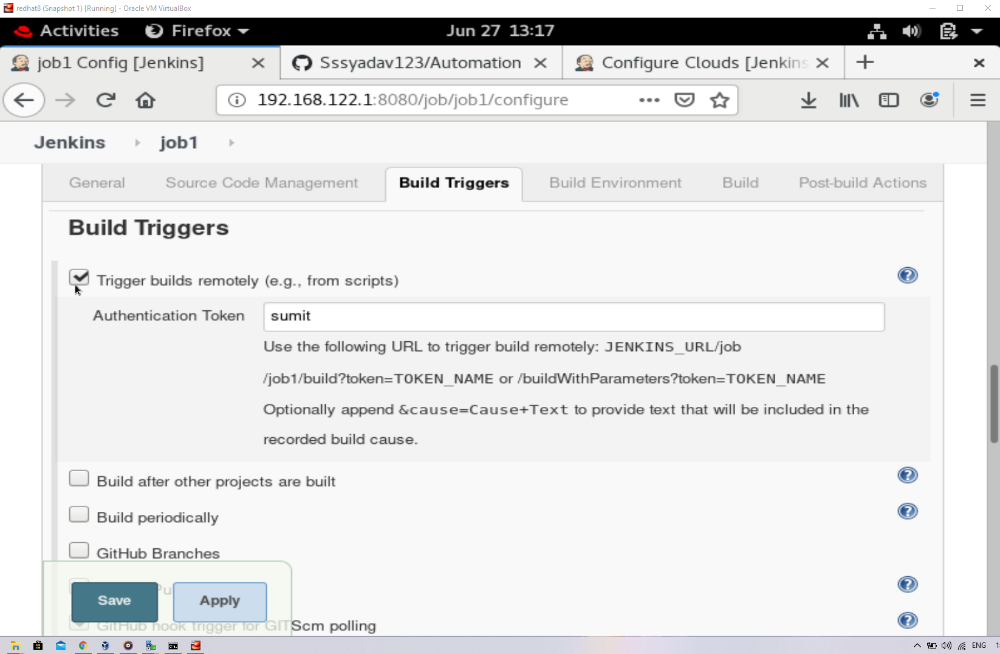 redhat8 (Snapshot 1) [Running] - Oracle VM VirtualBox
Activities Firefox Jun 27 13:17
job1 Config [Jenkins] Sssyadav123/Automation Configure Clouds [Jenkins
192.168.122.1:8080/job/job1/configure
Jenkins job1
General Source Code Management Build Triggers Build Environment Build Post-build Actions
Build Triggers
Trigger builds remotely (e.g., from scripts)
Authentication Token sumit
Use the following URL to trigger build remotely: JENKINS_URL/job
/job1/build?token=TOKEN_NAME or /buildWithParameters?token=TOKEN_NAME
Optionally append &cause=Cause+Text to provide text that will be included in the
recorded build cause.
Build after other projects are built
Build periodically
GitHub Branches
Save Apply
GitHub hook trigger for GITScm polling
ENG